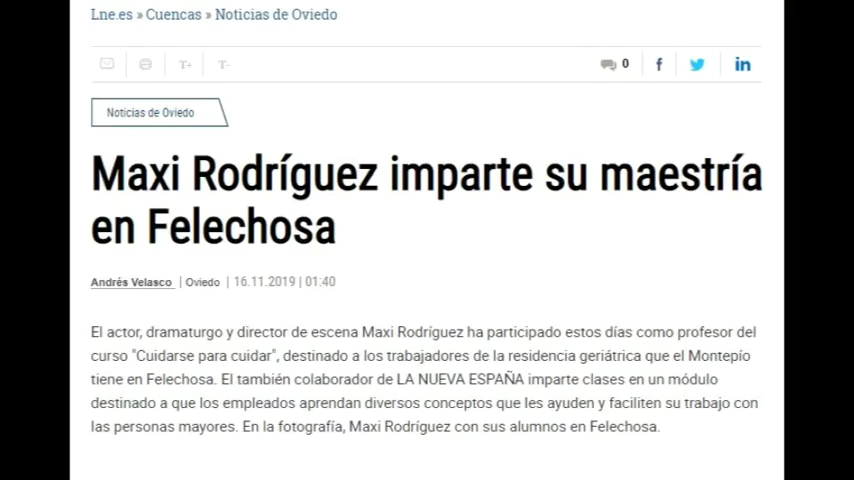 Lne.es » Cuencas » Noticias de Oviedo
T+ T- 0 f in
Noticias de Oviedo
Maxi Rodríguez imparte su maestría
en Felechosa
Andrés Velasco | Oviedo | 16.11.2019 | 01:40
El actor, dramaturgo y director de escena Maxi Rodríguez ha participado estos días como profesor del
curso "Cuidarse para cuidar", destinado a los trabajadores de la residencia geriátrica que el Montepío
tiene en Felechosa. El también colaborador de LA NUEVA ESPAÑA imparte clases en un módulo
destinado a que los empleados aprendan diversos conceptos que les ayuden y faciliten su trabajo con
las personas mayores. En la fotografía, Maxi Rodríguez con sus alumnos en Felechosa.